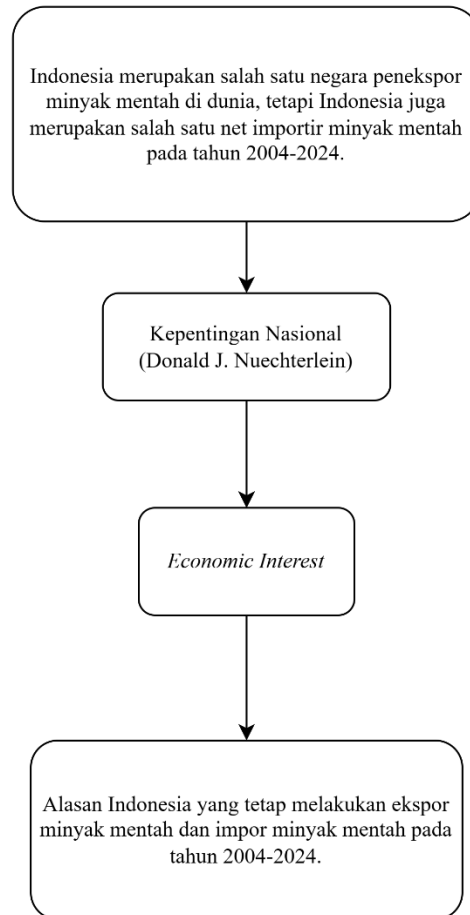 Indonesia merupakan salah satu negara penekspor
minyak mentah di dunia, tetapi Indonesia juga
merupakan salah satu net importir minyak mentah
pada tahun 2004-2024.
Kepentingan Nasional
(Donald J. Nuechterlein)
Economic Interest
Alasan Indonesia yang tetap melakukan ekspor
minyak mentah dan impor minyak mentah pada
tahun 2004-2024.